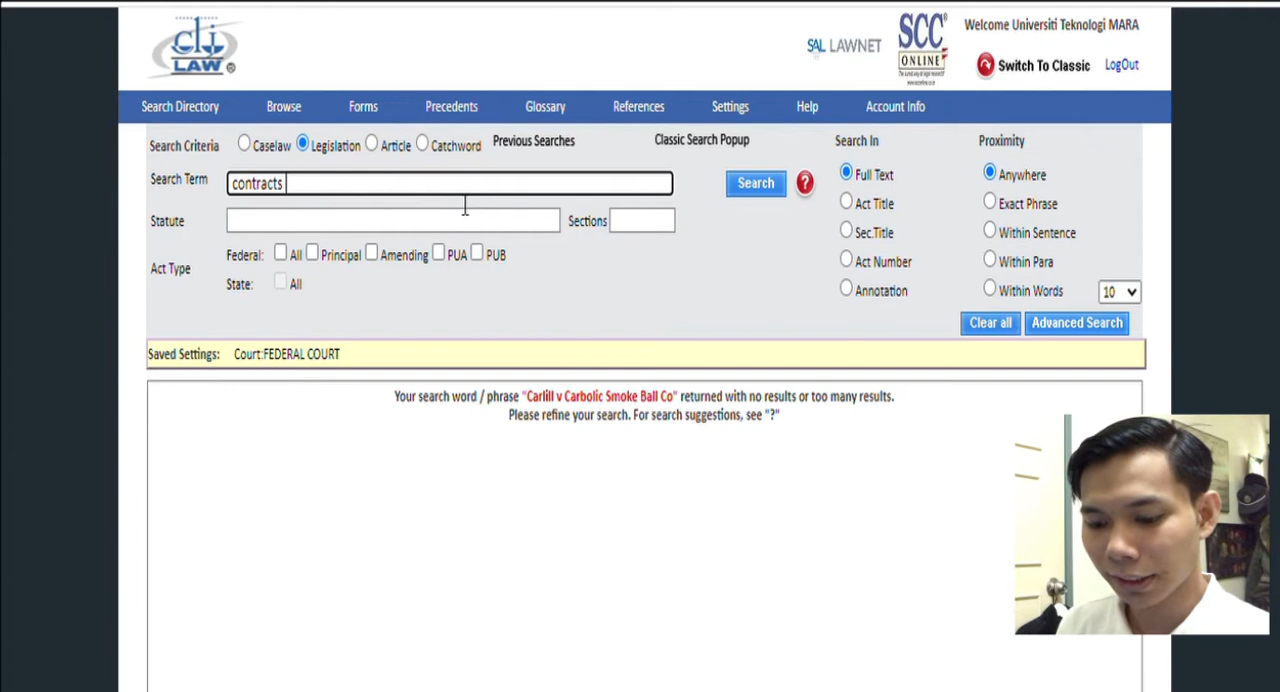 clj
LAW
SAL LAWNET
SCC
ONLINE
Welcome Universiti Teknologi MARA
Switch To Classic
LogOut
Search Directory Browse Forms Precedents Glossary References Settings Help Account Info
Search Criteria Caselaw Legislation Article Catchword Previous Searches Classic Search Popup Search In Proximity
Search Term contracts Search ? Full Text Anywhere
Act Title Exact Phrase
Statute Sections
Sec.Title Within Sentence
Federal: All Principal Amending PUA PUB
Act Type
Act Number Within Para
State: All
Annotation Within Words 10
Clear all Advanced Search
Saved Settings: Court:FEDERAL COURT
Your search word / phrase "Carlill v Carbolic Smoke Ball Co" returned with no results or too many results.
Please refine your search. For search suggestions, see "?"